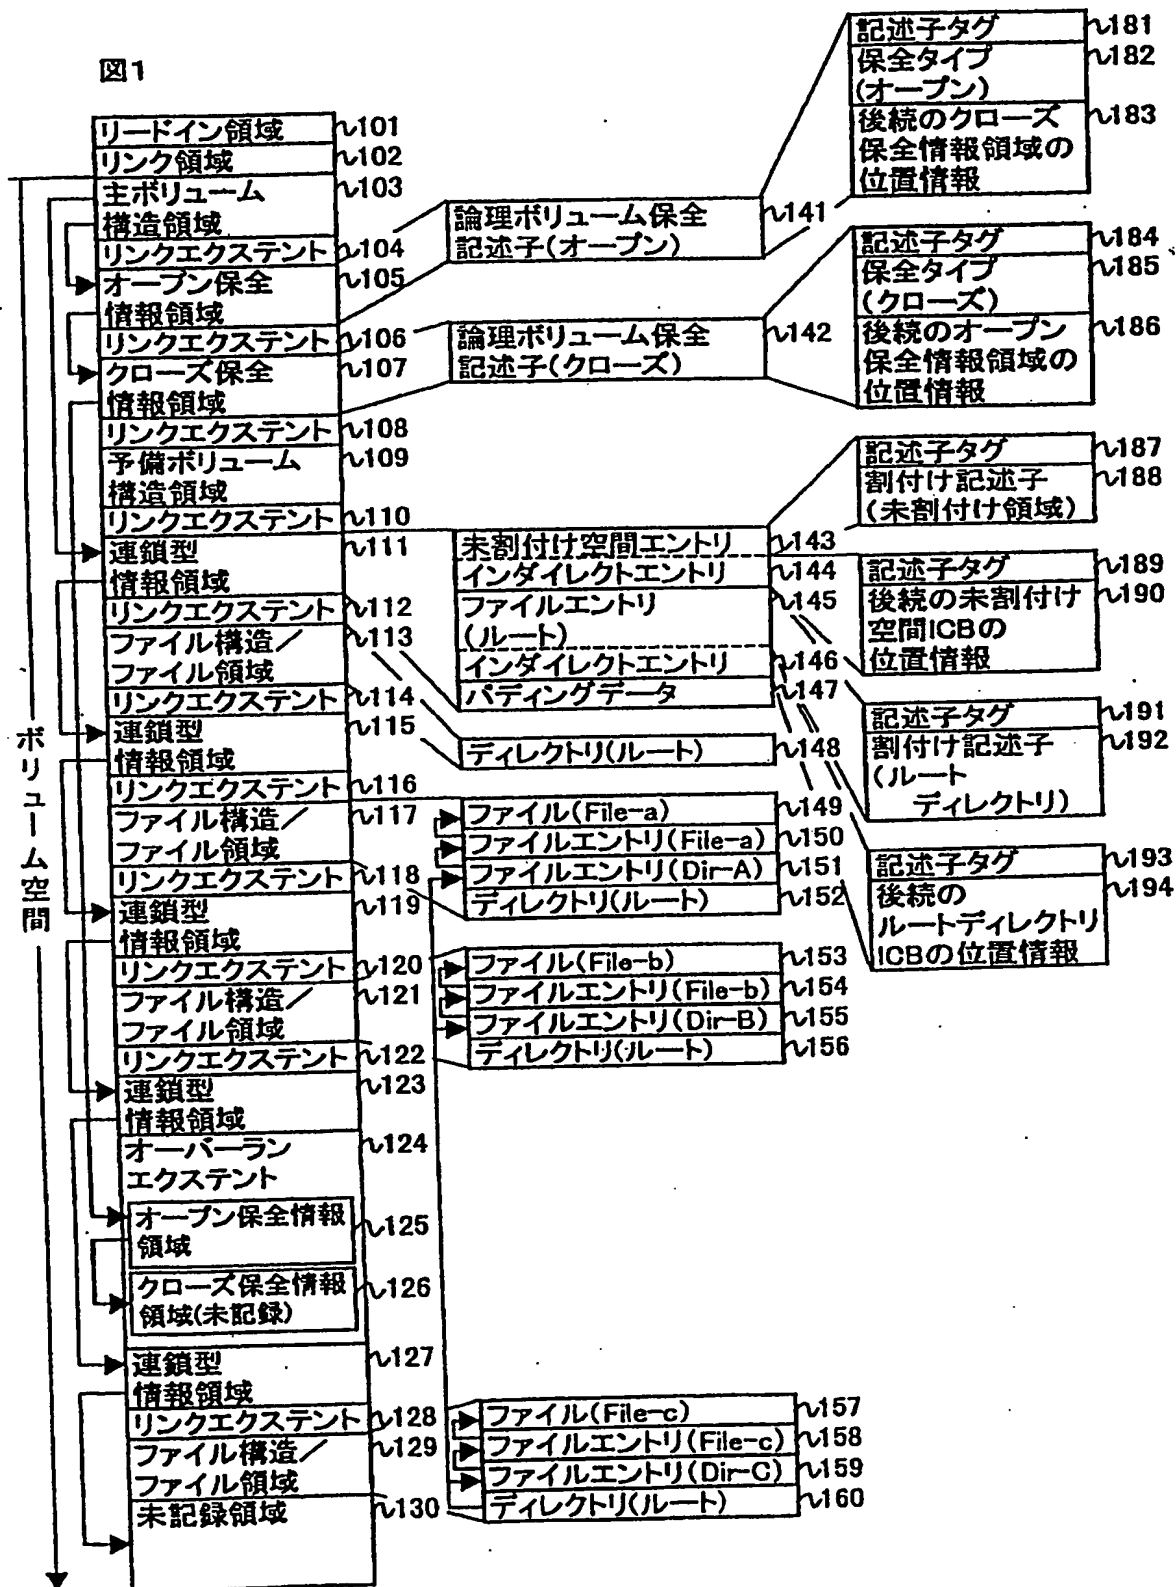 図1
リードイン領域 101
リンク領域 102
主ボリューム 103
構造領域
リンクエクステント 104
オープン保全 105
情報領域
リンクエクステント 106
クローズ保全 107
情報領域
リンクエクステント 108
予備ボリューム 109
構造領域
リンクエクステント 110
連鎖型 111
情報領域
リンクエクステント 112
ファイル構造／ 113
ファイル領域
リンクエクステント 114
連鎖型 115
情報領域
リンクエクステント 116
ファイル構造／ 117
ファイル領域
リンクエクステント 118
連鎖型 119
情報領域
リンクエクステント 120
ファイル構造／ 121
ファイル領域
リンクエクステント 122
連鎖型 123
情報領域
オーバーラン 124
エクステント
オープン保全情報 125
領域
クローズ保全情報 126
領域(未記録)
連鎖型 127
情報領域
リンクエクステント 128
ファイル構造／ 129
ファイル領域
未記録領域 130
ボリューム空間
論理ボリューム保全 141
記述子(オープン)
論理ボリューム保全 142
記述子(クローズ)
未割付け空間エントリ 143
インダイレクトエントリ 144
ファイルエントリ 145
(ルート)
インダイレクトエントリ 146
パディングデータ 147
ディレクトリ(ルート) 148
ファイル(File-a) 149
ファイルエントリ(File-a) 150
ファイルエントリ(Dir-A) 151
ディレクトリ(ルート) 152
ファイル(File-b) 153
ファイルエントリ(File-b) 154
ファイルエントリ(Dir-B) 155
ディレクトリ(ルート) 156
ファイル(File-c) 157
ファイルエントリ(File-c) 158
ファイルエントリ(Dir-C) 159
ディレクトリ(ルート) 160
記述子タグ 181
保全タイプ 182
(オープン)
後続のクローズ 183
保全情報領域の
位置情報
記述子タグ 184
保全タイプ 185
(クローズ)
後続のオープン 186
保全情報領域の
位置情報
記述子タグ 187
割付け記述子 188
(未割付け領域)
記述子タグ 189
後続の未割付け 190
空間ICBの
位置情報
記述子タグ 191
割付け記述子 192
(ルート
ディレクトリ)
記述子タグ 193
後続の 194
ルートディレクトリ
ICBの位置情報